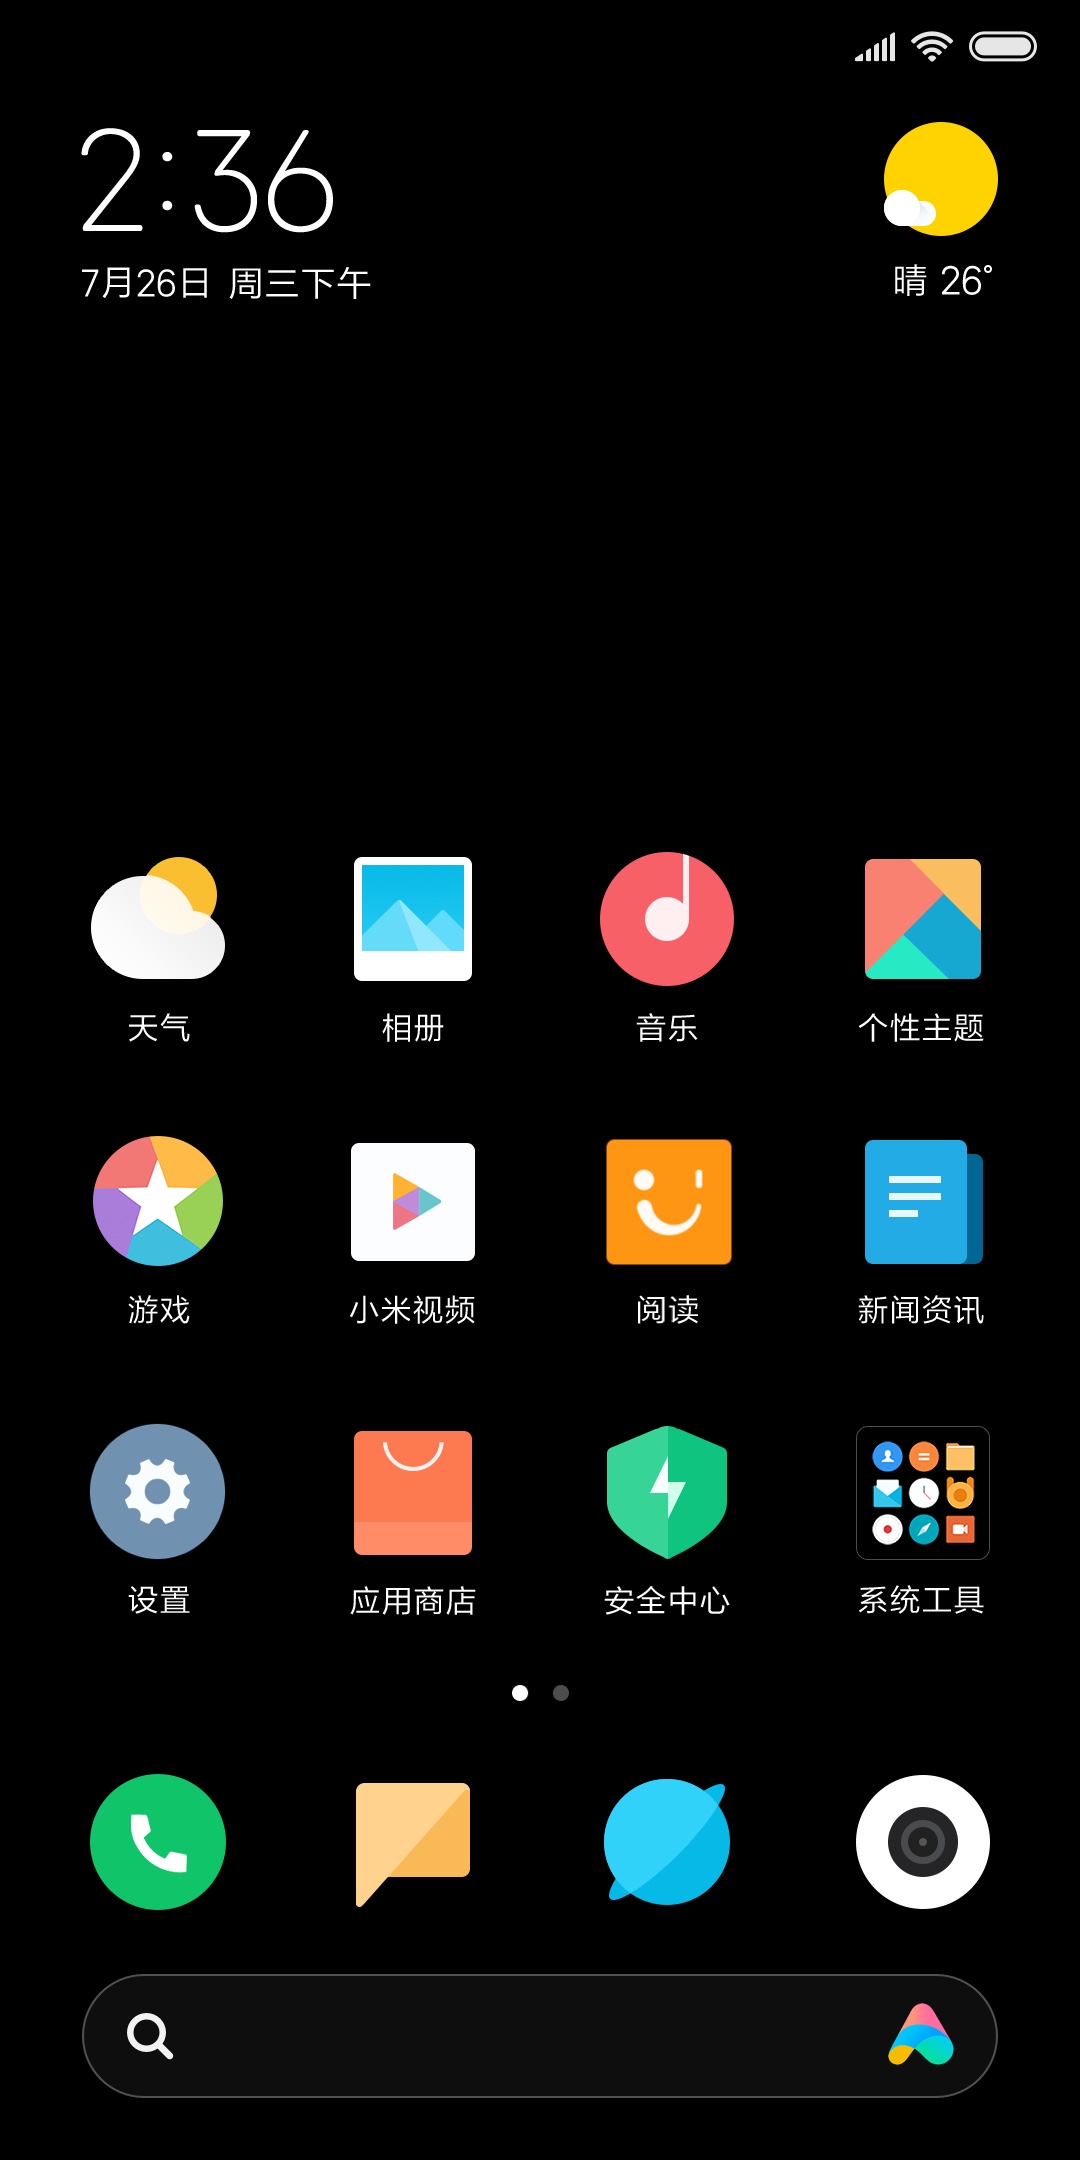 2:36
7月26日 周三下午
晴 26°
天气 相册 音乐 个性主题
游戏 小米视频 阅读 新闻资讯
设置 应用商店 安全中心 系统工具